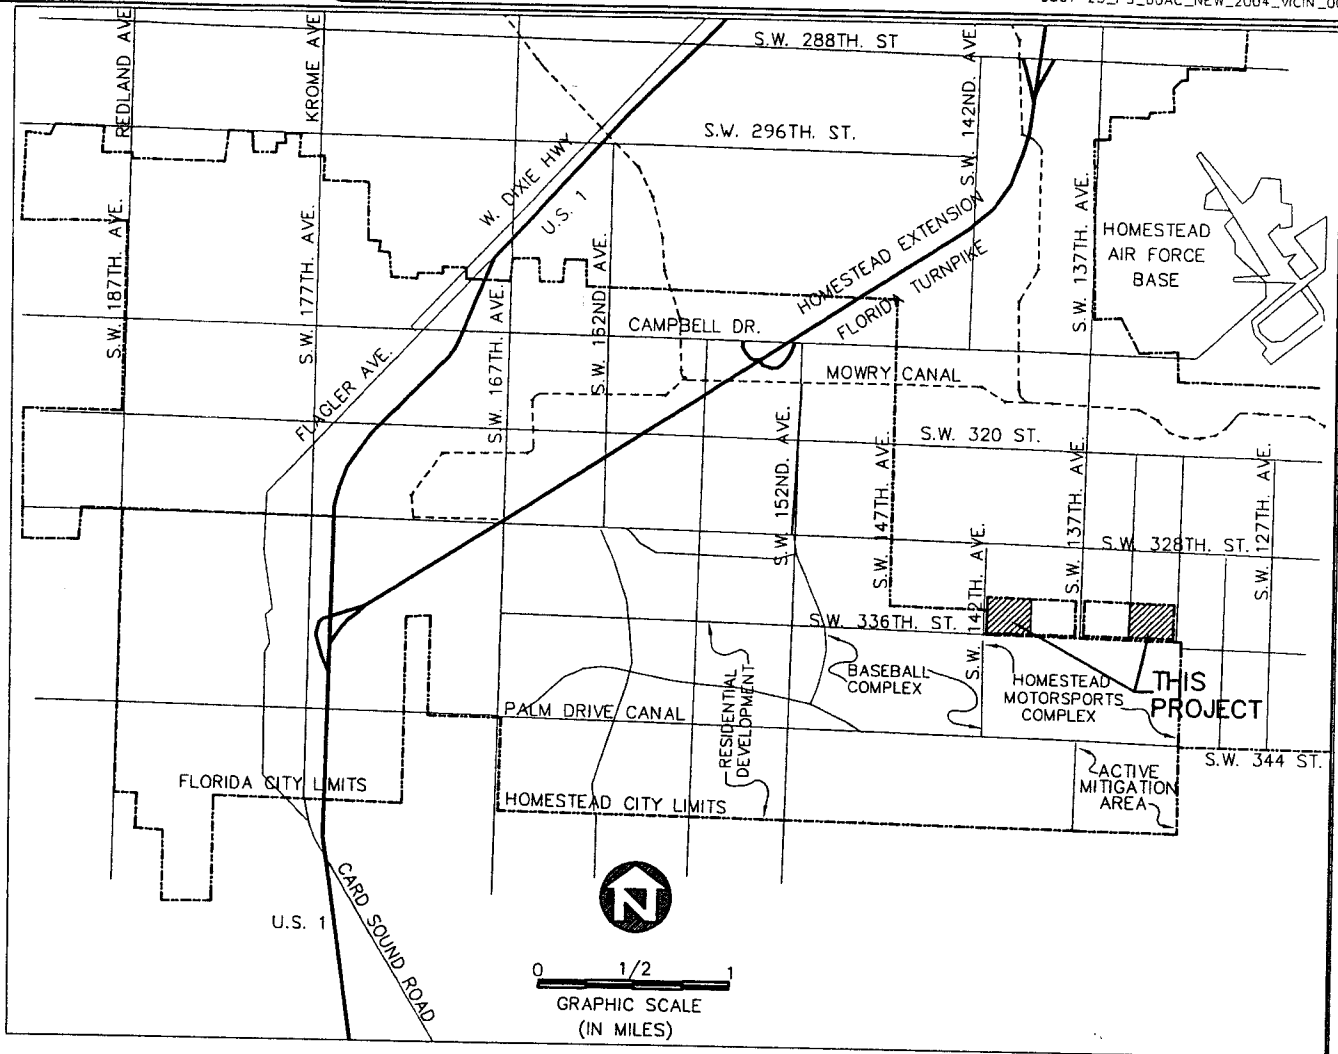 S.W. 288TH. ST
REDLAND AVE
KROME AVE
S.W. 142ND. AVE.
S.W. 296TH. ST.
W. DIXIE HWY
U.S. 1
S.W. 187TH. AVE.
S.W. 177TH. AVE.
S.W. 167TH. AVE.
S.W. 162ND AVE.
HOMESTEAD EXTENSION
FLORIDA TURNPIKE
S.W. 137TH. AVE.
HOMESTEAD
AIR FORCE
BASE
CAMPBELL DR.
FLAGLER AVE.
MOWRY CANAL
S.W. 320 ST.
S.W. 152ND. AVE.
S.W. 147TH. AVE.
S.W. 137TH. AVE.
S.W. 127TH. AVE.
S.W. 328TH. ST.
S.W. 142TH. AVE.
S.W. 336TH. ST.
BASEBALL
COMPLEX
HOMESTEAD
MOTORSPORTS
COMPLEX
THIS
PROJECT
RESIDENTIAL
DEVELOPMENT
PALM DRIVE CANAL
S.W. 344 ST.
ACTIVE
MITIGATION
AREA
FLORIDA CITY LIMITS
HOMESTEAD CITY LIMITS
CARD SOUND ROAD
U.S. 1
N
0 1/2 1
GRAPHIC SCALE
(IN MILES)